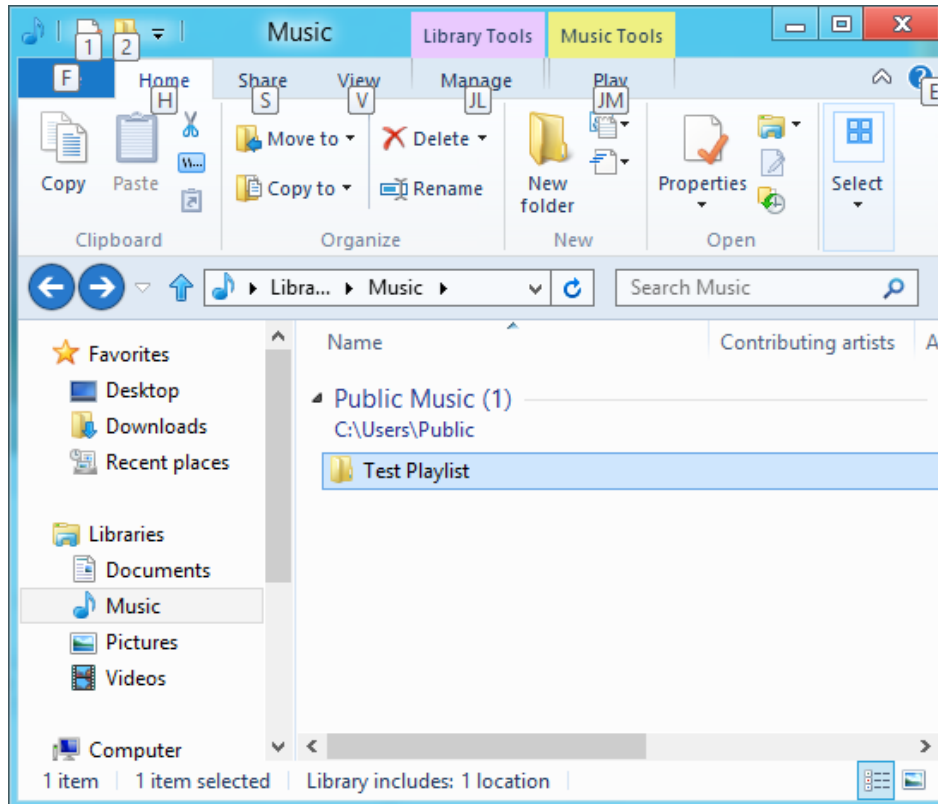 Music
Library Tools
Music Tools
1
2
F
Home
Share
View
Manage
Play
H
S
V
JL
JM
E
Copy
Paste
W...
Move to
Copy to
Delete
Rename
New
folder
Properties
Select
Clipboard
Organize
New
Open
Libra...
Music
Search Music
Favorites
Desktop
Downloads
Recent places
Libraries
Documents
Music
Pictures
Videos
Computer
Name
Contributing artists
A
Public Music (1)
C:\Users\Public
Test Playlist
1 item
1 item selected
Library includes: 1 location